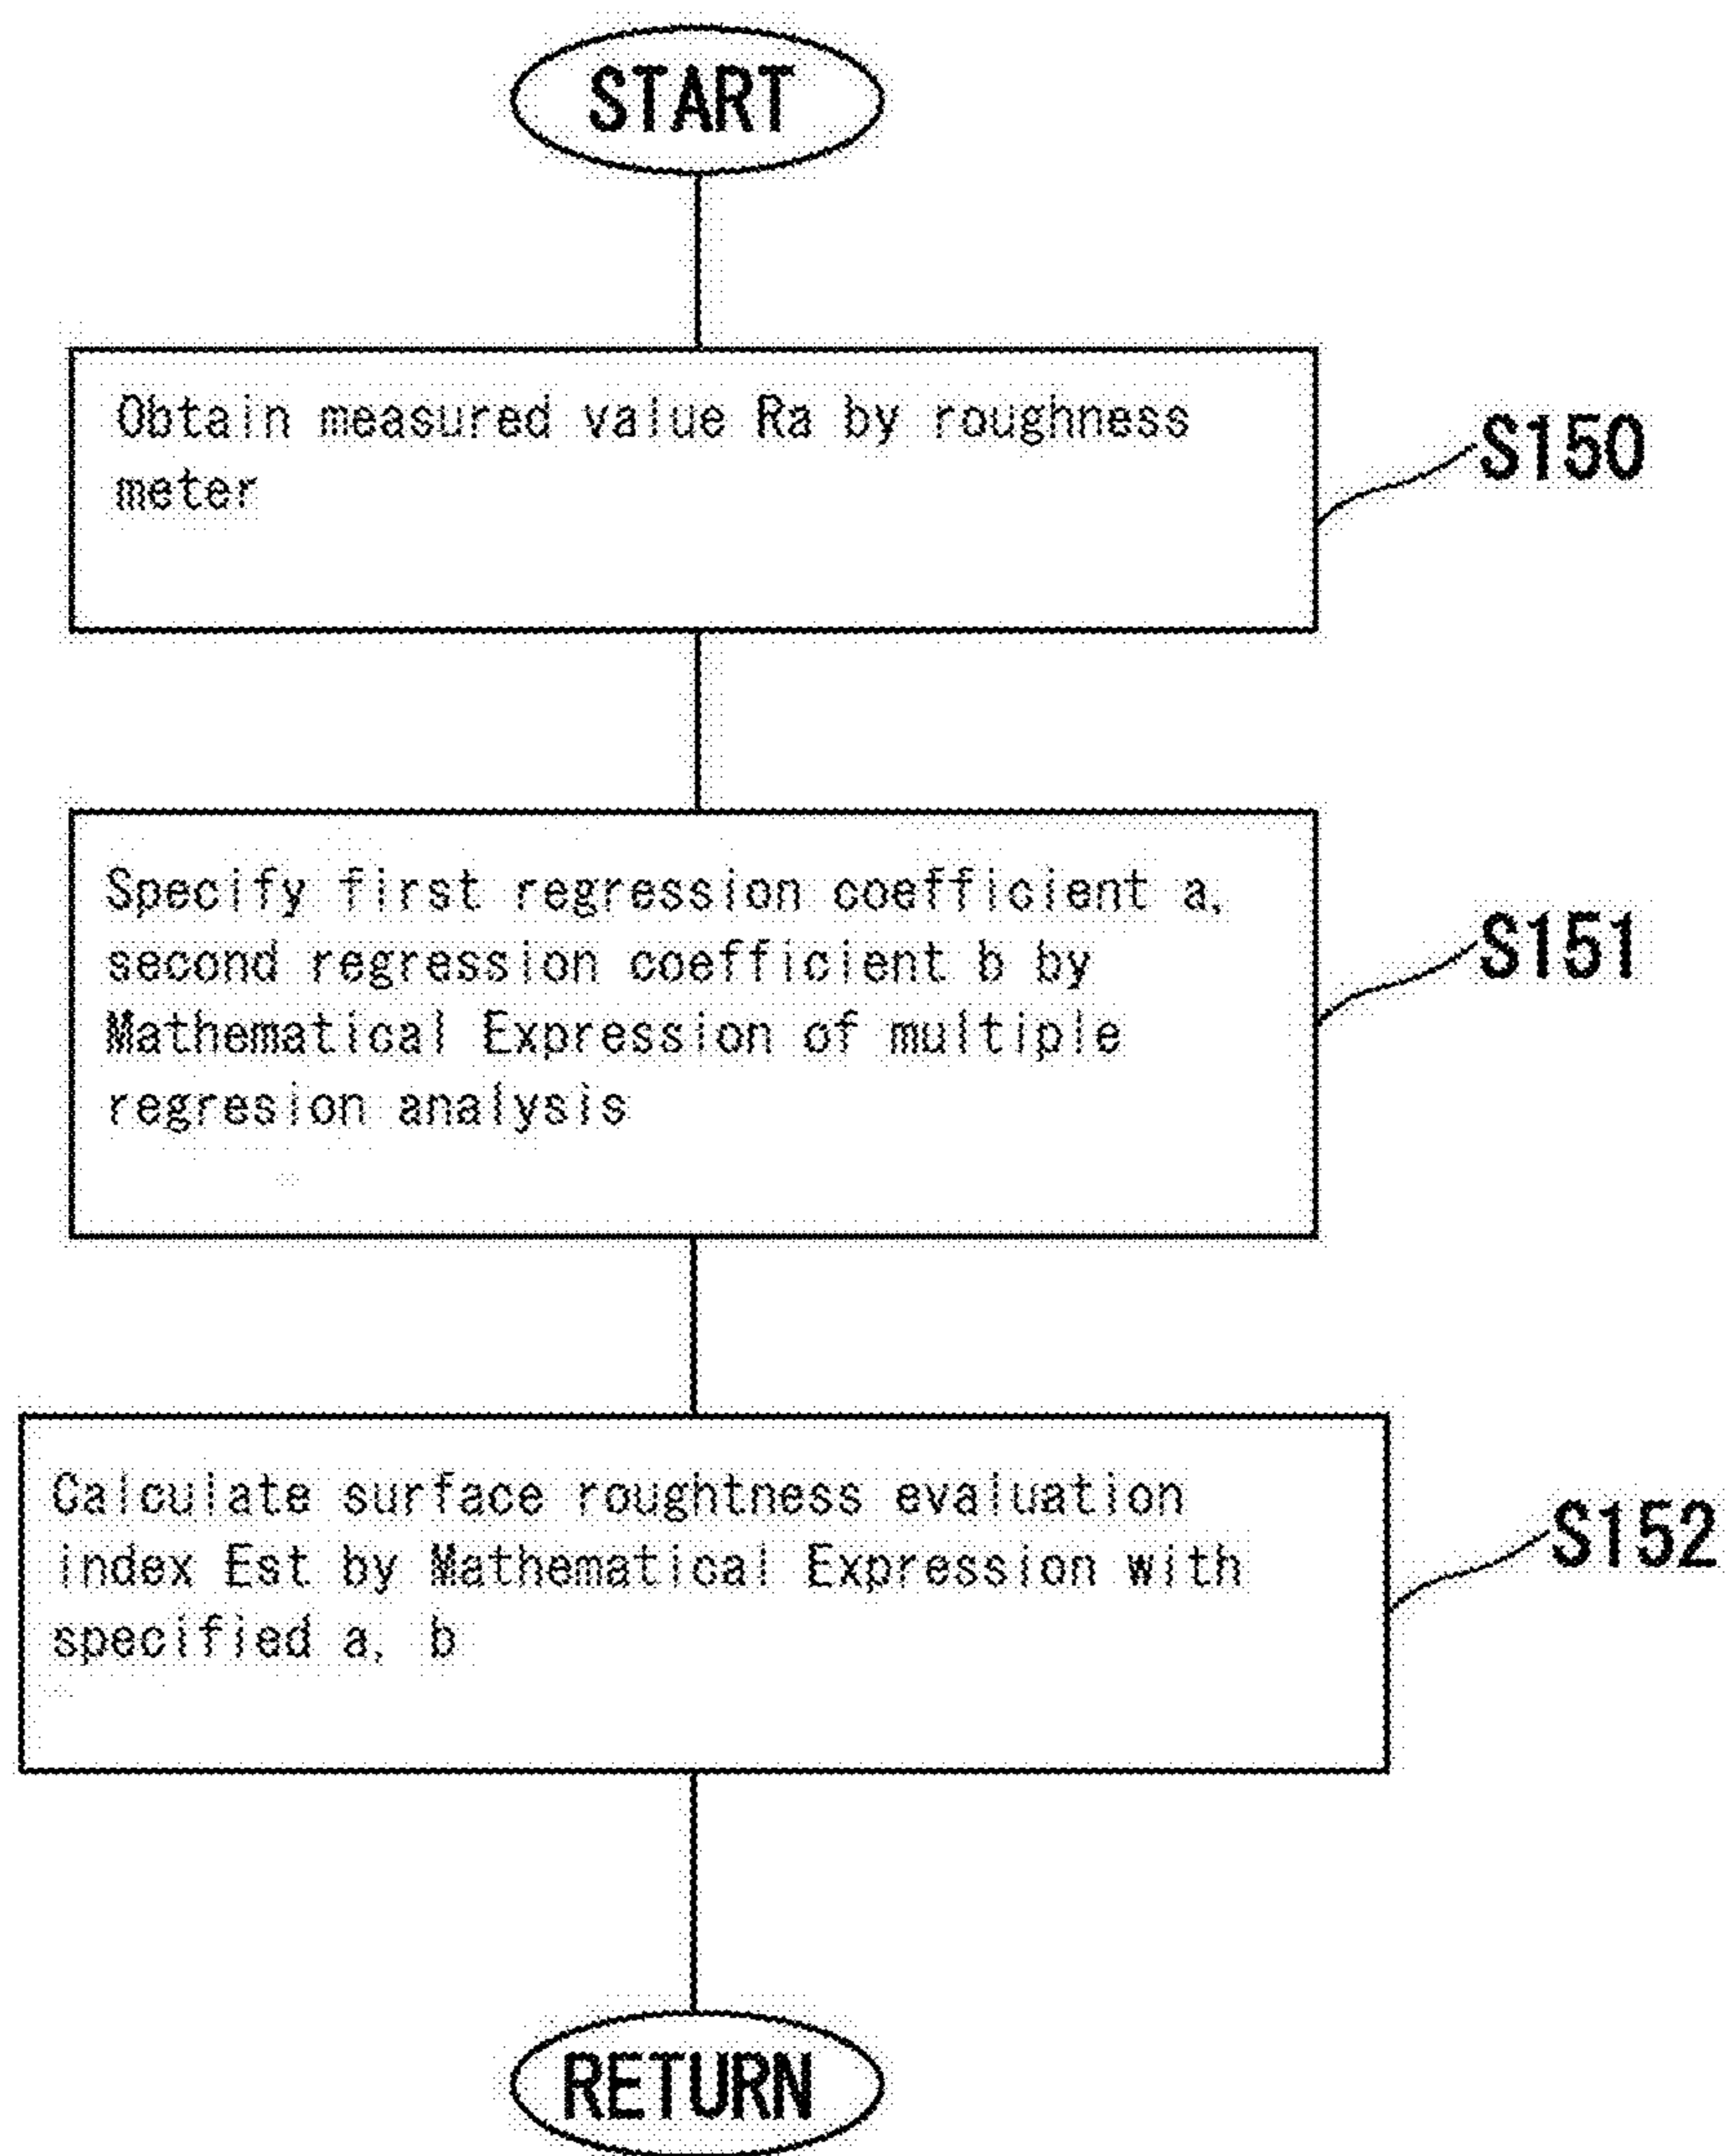 START
Obtain measured value Ra by roughness
meter
S150
Specify first regression coefficient a,
second regression coefficient b by
Mathematical Expression of multiple
regresion analysis
S151
Calculate surface roughtness evaluation
index Est by Mathematical Expression with
specified a, b
S152
RETURN